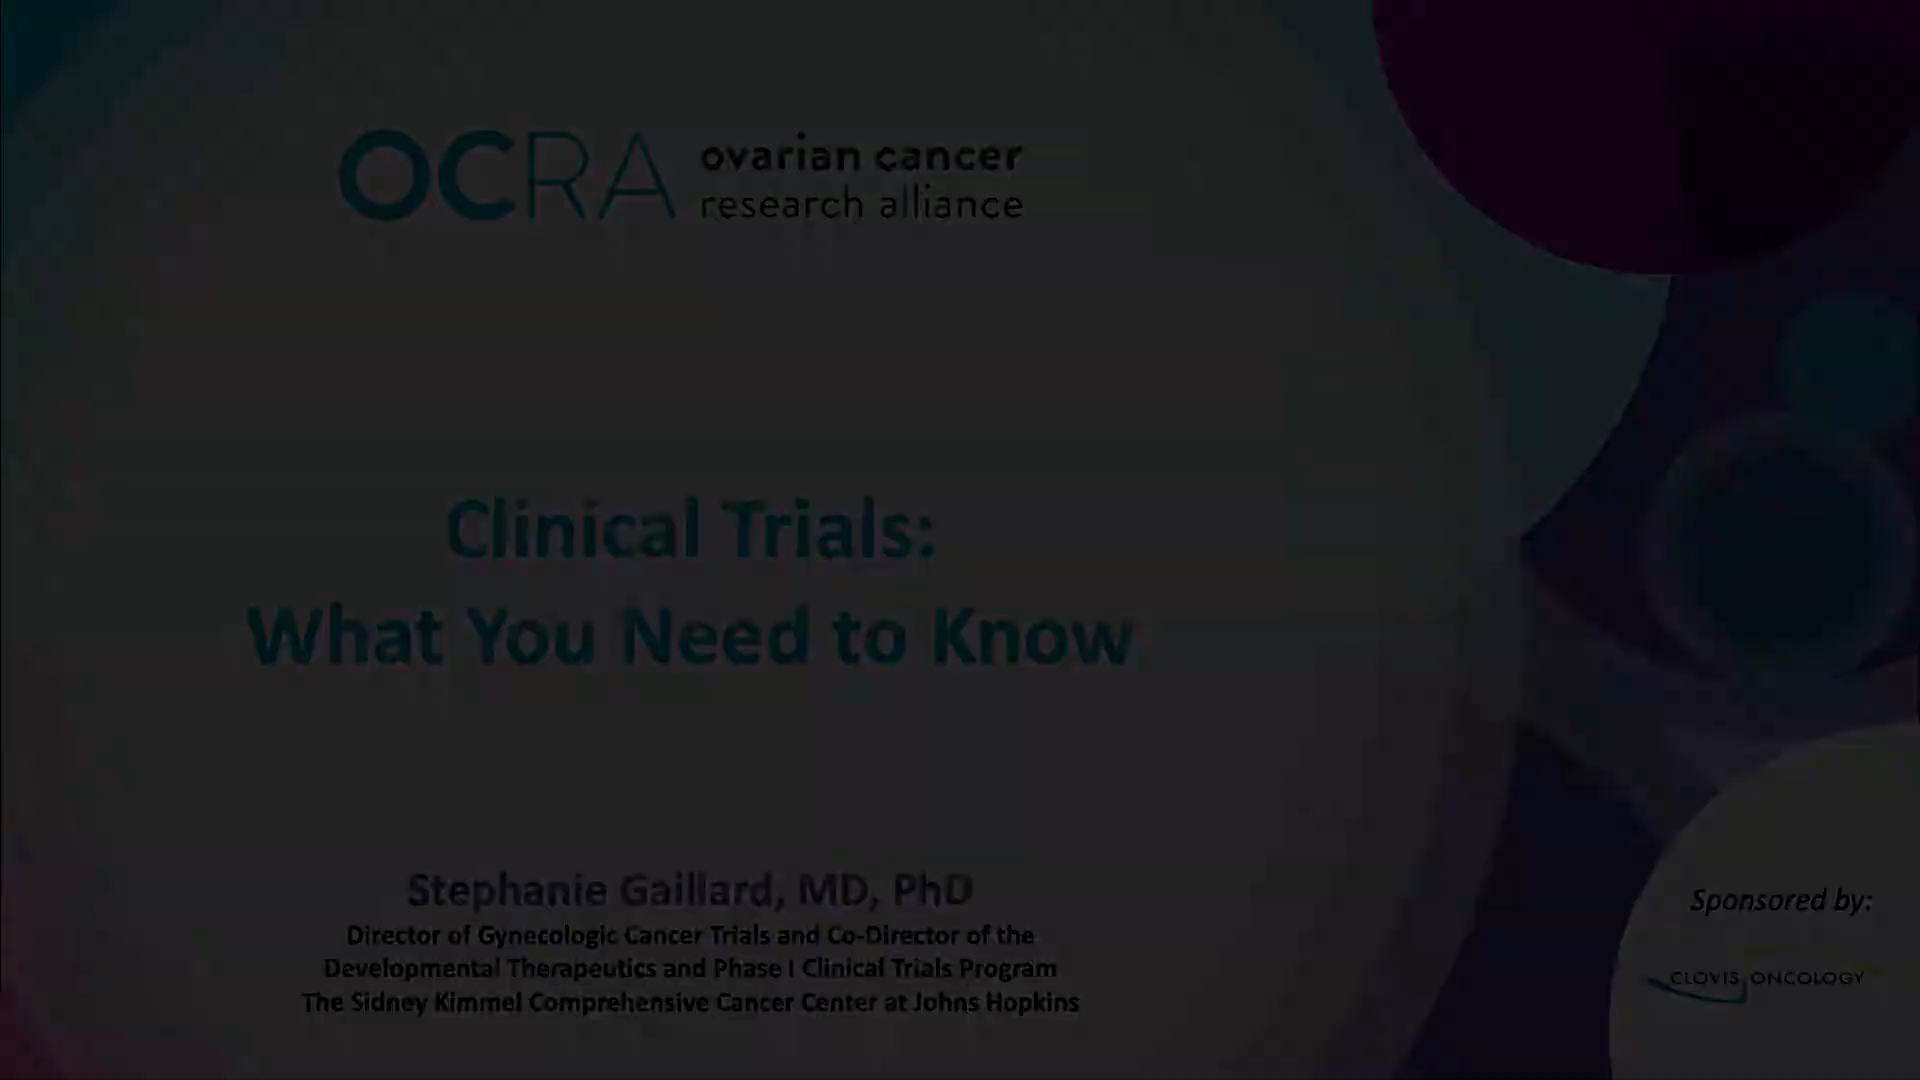 OCRA ovarian cancer
research alliance
Clinical Trials:
What You Need to Know
Stephanie Gaillard, MD, PhD
Director of Gynecologic Cancer Trials and Co-Director of the
Developmental Therapeutics and Phase I Clinical Trials Program
The Sidney Kimmel Comprehensive Cancer Center at Johns Hopkins
Sponsored by:
CLOVIS ONCOLOGY